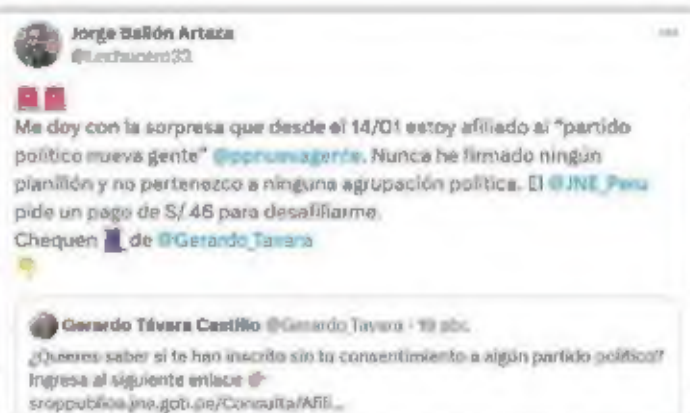 Jorge Ballón Artaza
@Lechucero33
Me doy con la sorpresa que desde el 14/01 estoy afiliado al "partido
político nueva gente" @ppnuevagente. Nunca he firmado ningún
planillón y no pertenezco a ninguna agrupación política. El @JNE_Peru
pide un pago de S/ 46 para desafiliarme.
Chequen de @Gerardo_Tavara
Gerardo Távara Castillo @Gerardo_Tavara · 19 abr.
¿Quieres saber si te han inscrito sin tu consentimiento a algún partido político?
Ingresa al siguiente enlace
sroppublico.jne.gob.pe/Consulta/Afili...